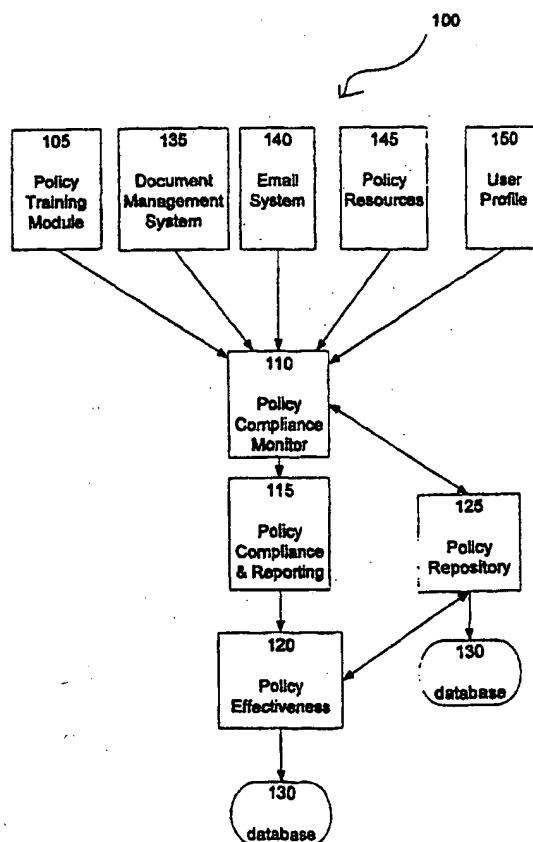 100
105
Policy
Training
Module
135
Document
Management
System
140
Email
System
145
Policy
Resources
150
User
Profile
110
Policy
Compliance
Monitor
115
Policy
Compliance
& Reporting
125
Policy
Repository
120
Policy
Effectiveness
130
database
130
database